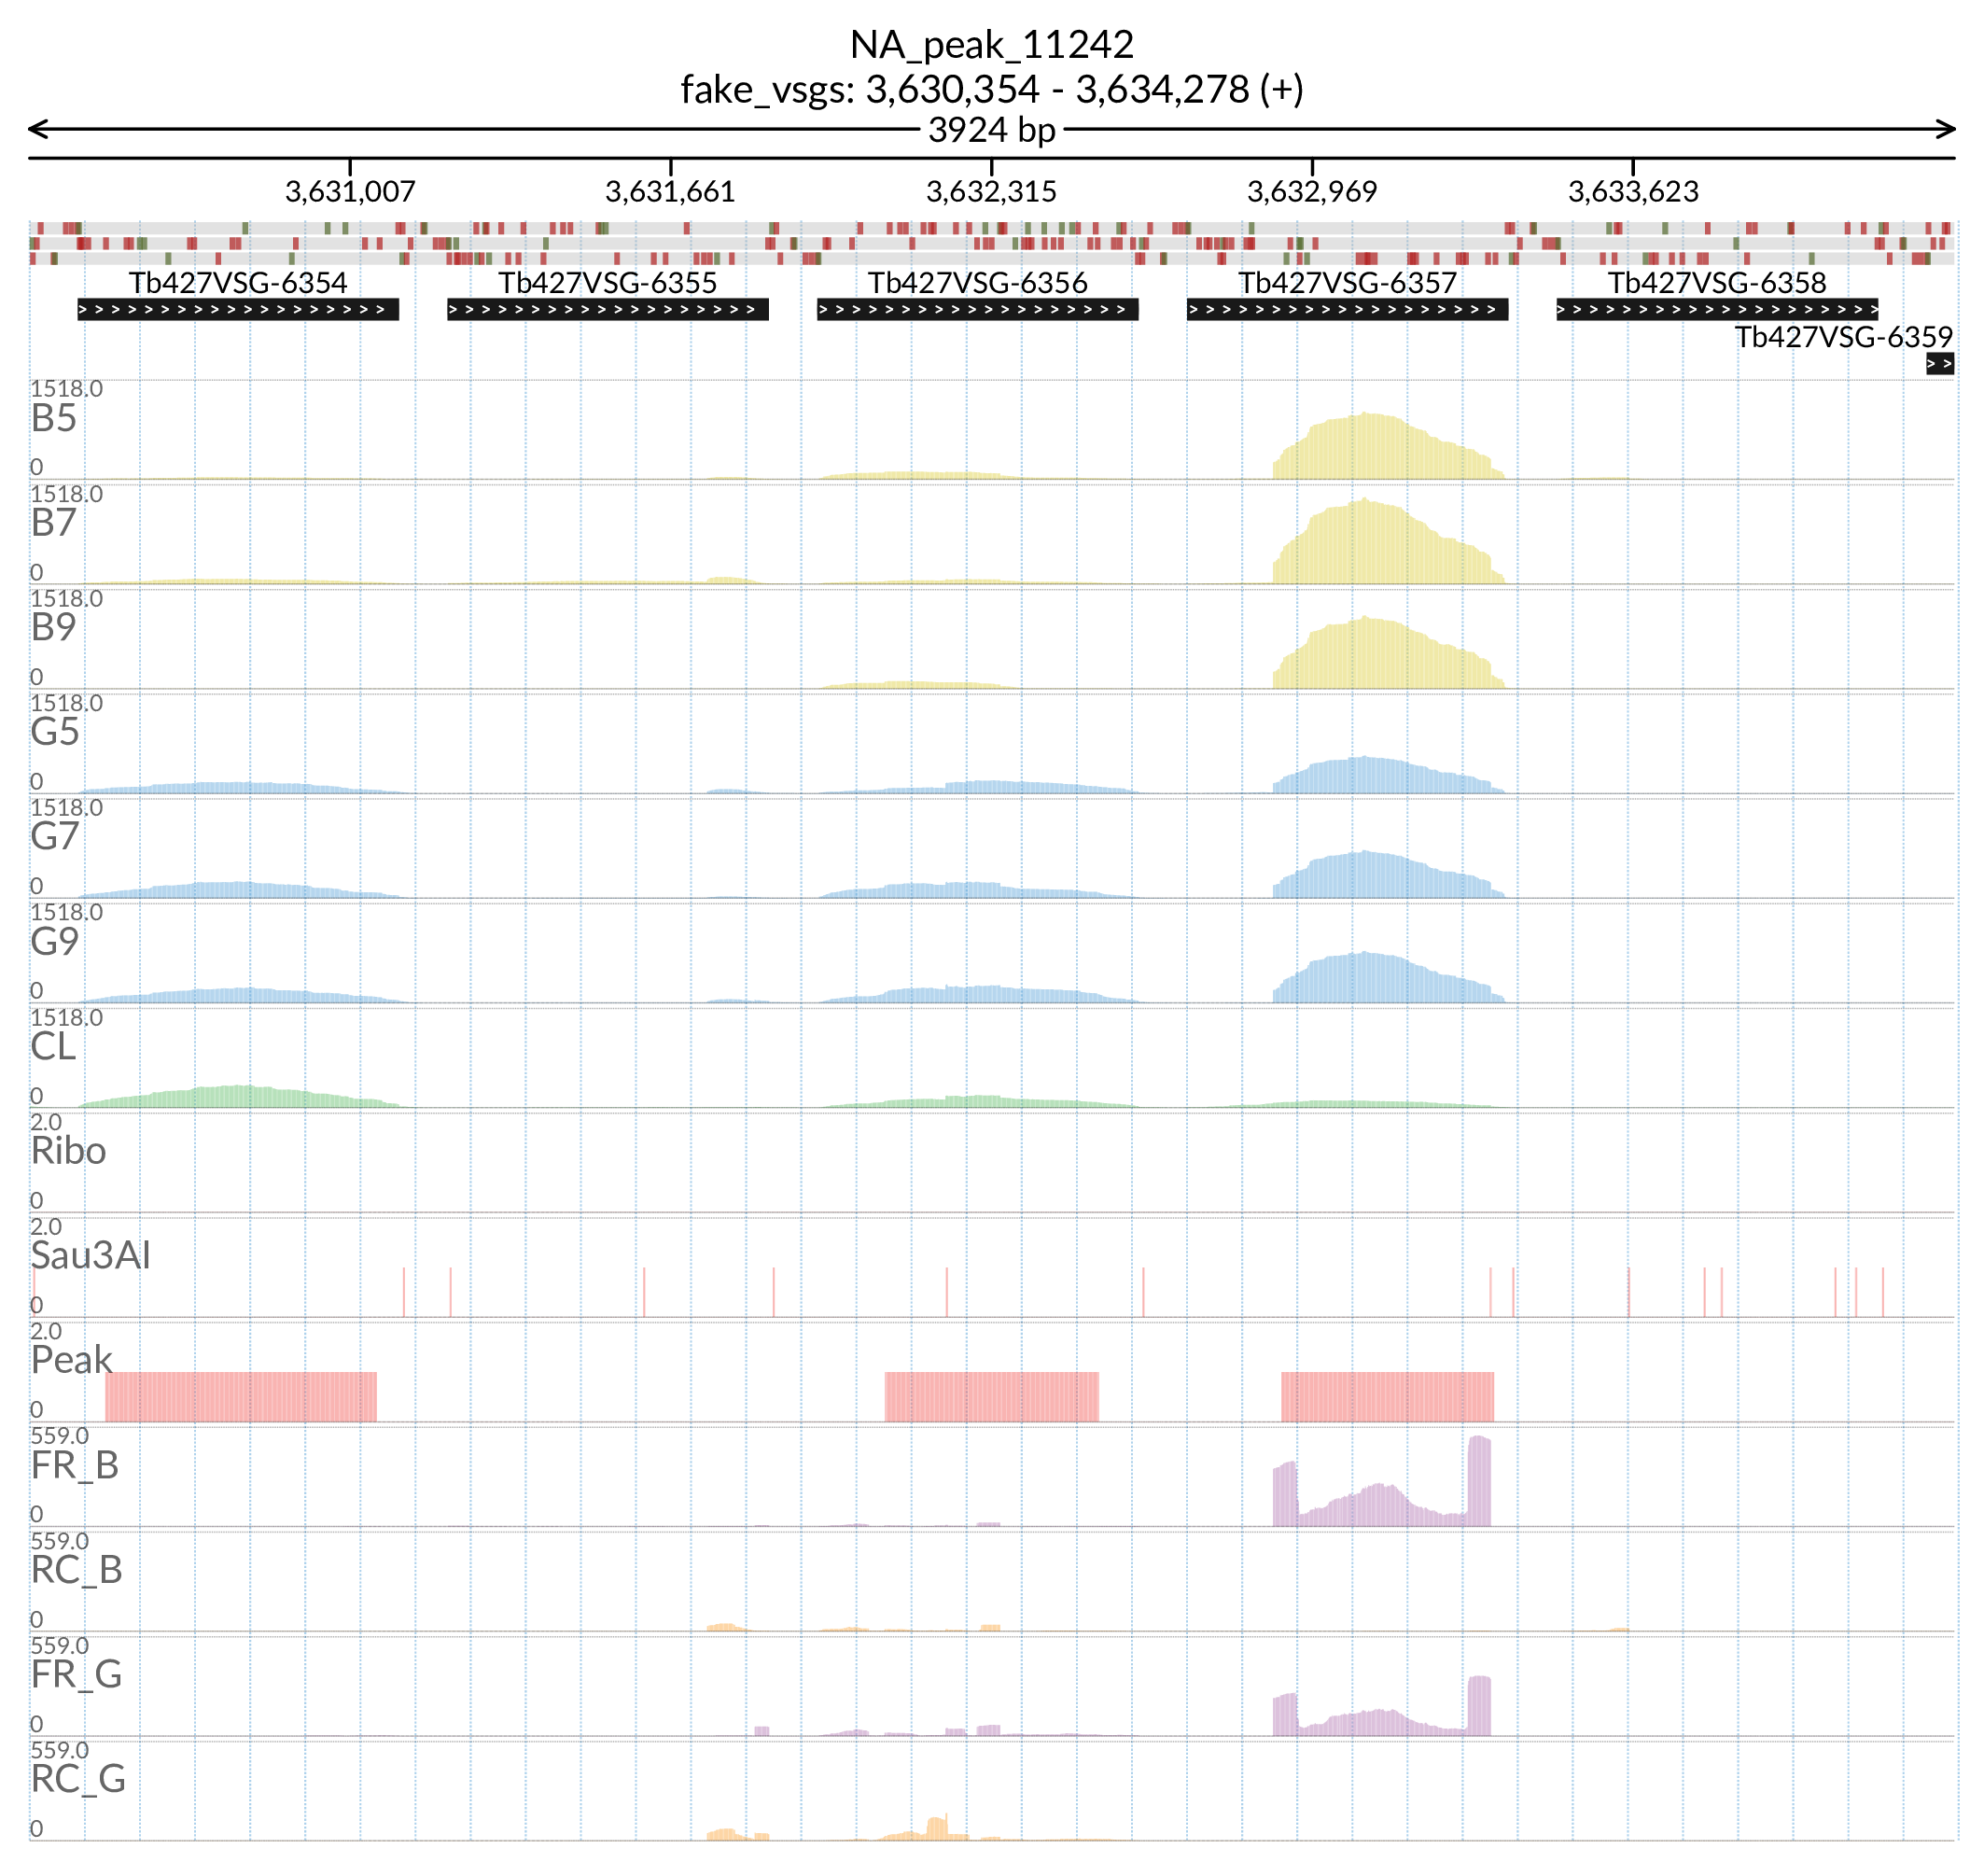 NA_peak_11242
fake_vsgs: 3,630,354 - 3,634,278 (+)
3924 bp
3,631,007 3,631,661 3,632,315 3,632,969 3,633,623
Tb427VSG-6354 Tb427VSG-6355 Tb427VSG-6356 Tb427VSG-6357 Tb427VSG-6358
Tb427VSG-6359
1518.0
B5
0
1518.0
B7
0
1518.0
B9
0
1518.0
G5
0
1518.0
G7
0
1518.0
G9
0
1518.0
CL
0
2.0
Ribo
0
2.0
Sau3AI
0
2.0
Peak
0
559.0
FR_B
0
559.0
RC_B
0
559.0
FR_G
0
559.0
RC_G
0